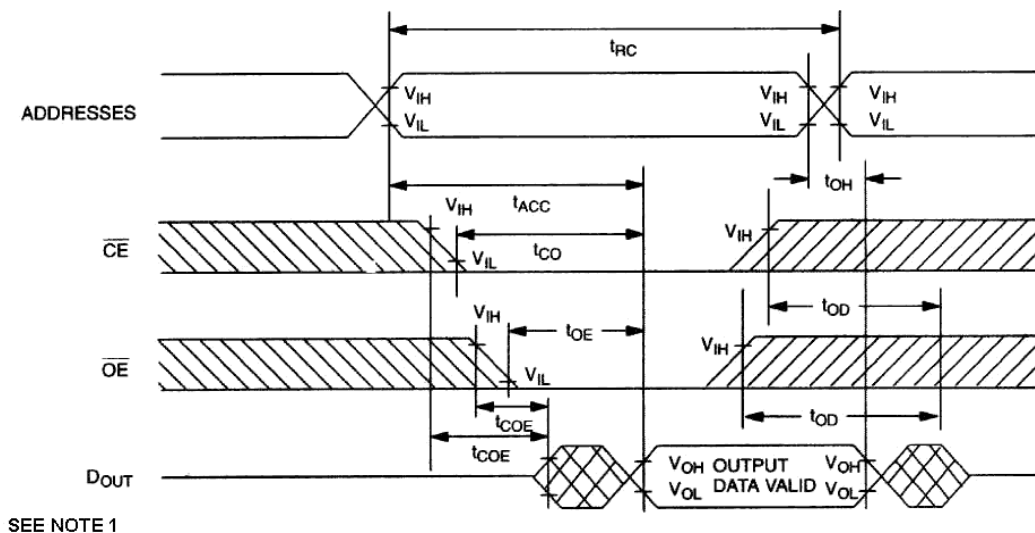 tRC
ADDRESSES
VIH
VIL
VIH
VIL
VIH
VIL
tOH
tACC
CE
VIH
VIL
tCO
VIH
tOD
OE
VIH
VIL
tOE
VIH
tOD
tCOE
tCOE
DOUT
VOH
VOL
OUTPUT
DATA VALID
VOH
VOL
SEE NOTE 1